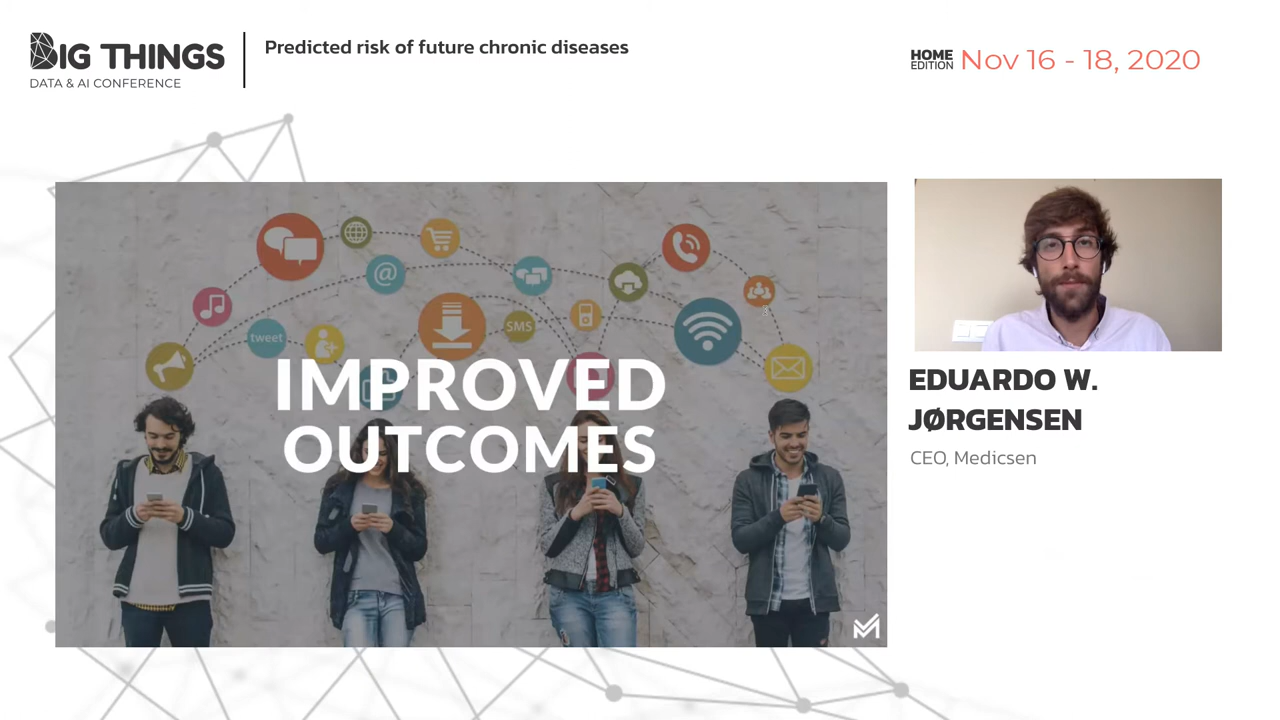 BIG THINGS
DATA & AI CONFERENCE
Predicted risk of future chronic diseases
HOME
EDITION
Nov 16 - 18, 2020
@
tweet
SMS
IMPROVED
OUTCOMES
EDUARDO W.
JØRGENSEN
CEO, Medicsen